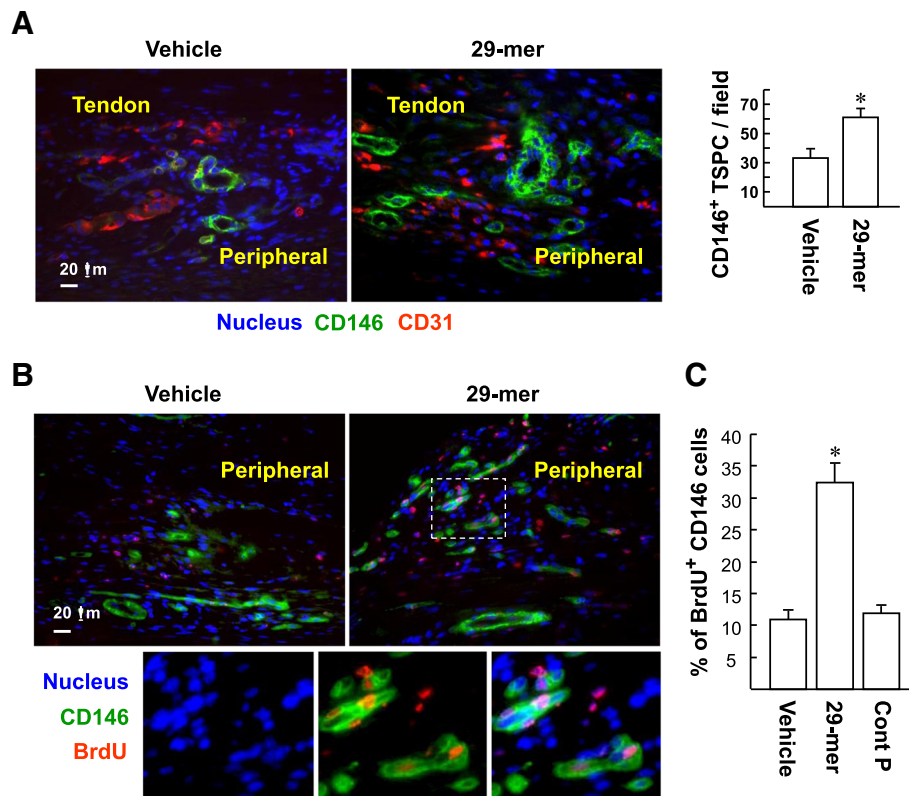 A
Vehicle
29-mer
Tendon
Peripheral
20 m
Tendon
Peripheral
Nucleus CD146 CD31
CD146+ TSPC / field
70
50
30
10
*
Vehicle
29-mer
B
Vehicle
29-mer
Peripheral
20 m
Peripheral
Nucleus
CD146
BrdU
C
% of BrdU+ CD146 cells
40
35
30
25
20
15
10
5
*
Vehicle
29-mer
Cont P